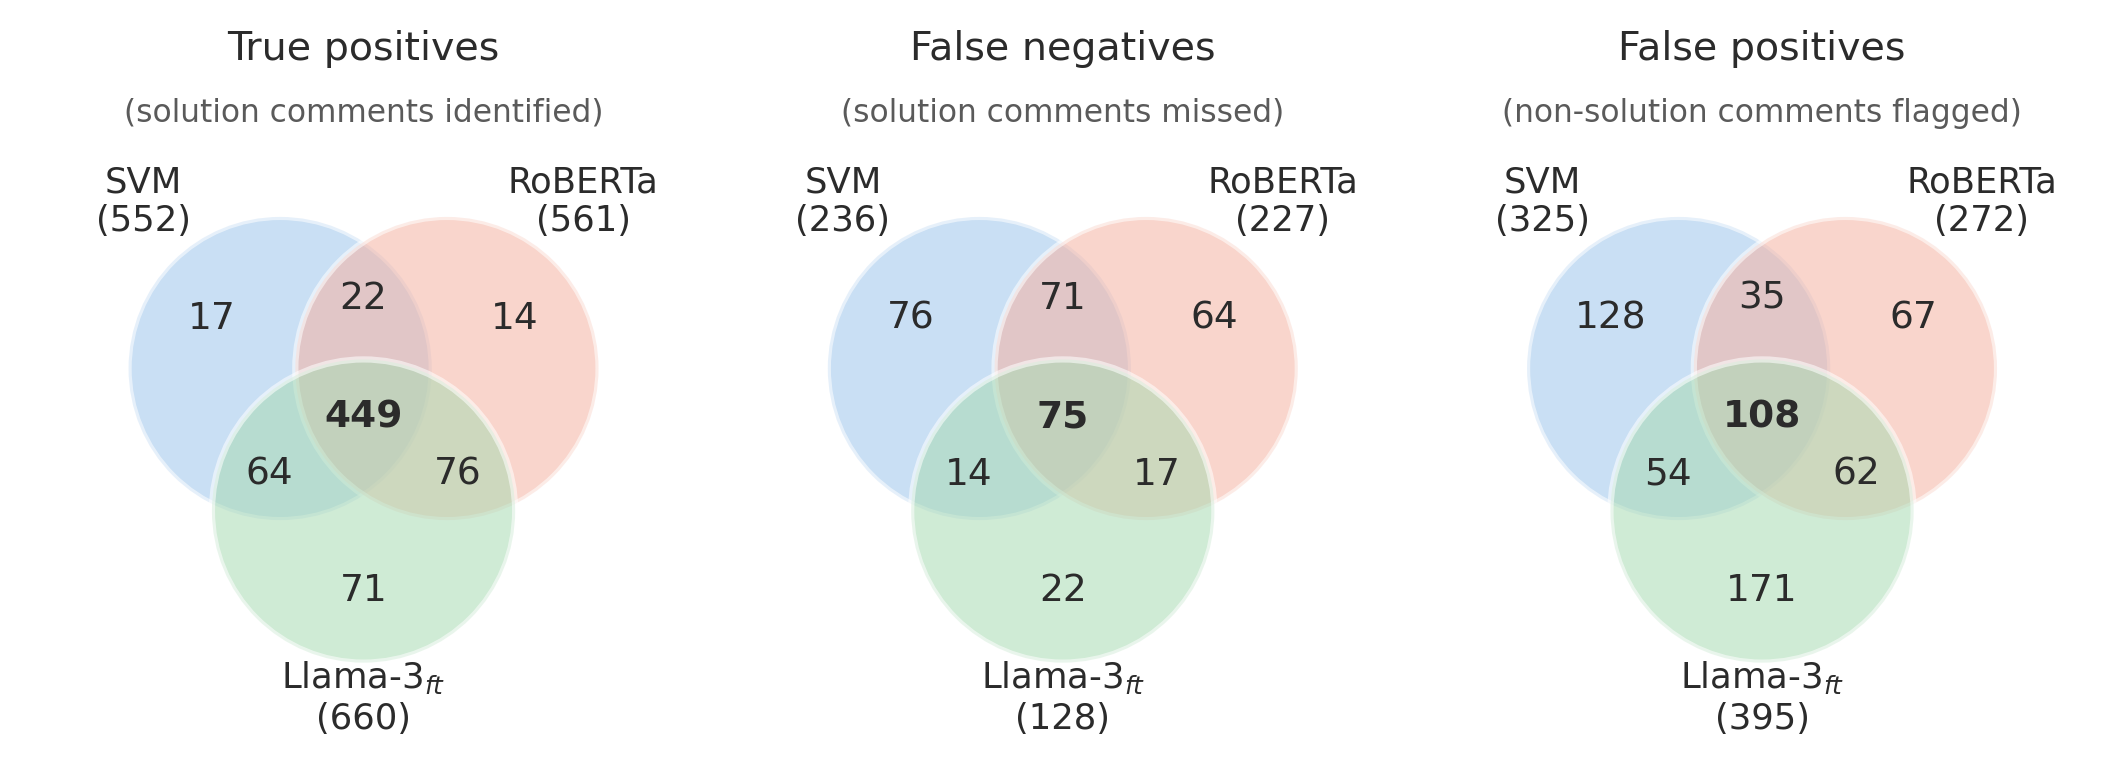 True positives
(solution comments identified)
SVM
(552)
RoBERTa
(561)
17
22
14
449
64
76
71
Llama-3ft
(660)
False negatives
(solution comments missed)
SVM
(236)
RoBERTa
(227)
76
71
64
75
14
17
22
Llama-3ft
(128)
False positives
(non-solution comments flagged)
SVM
(325)
RoBERTa
(272)
128
35
67
108
54
62
171
Llama-3ft
(395)